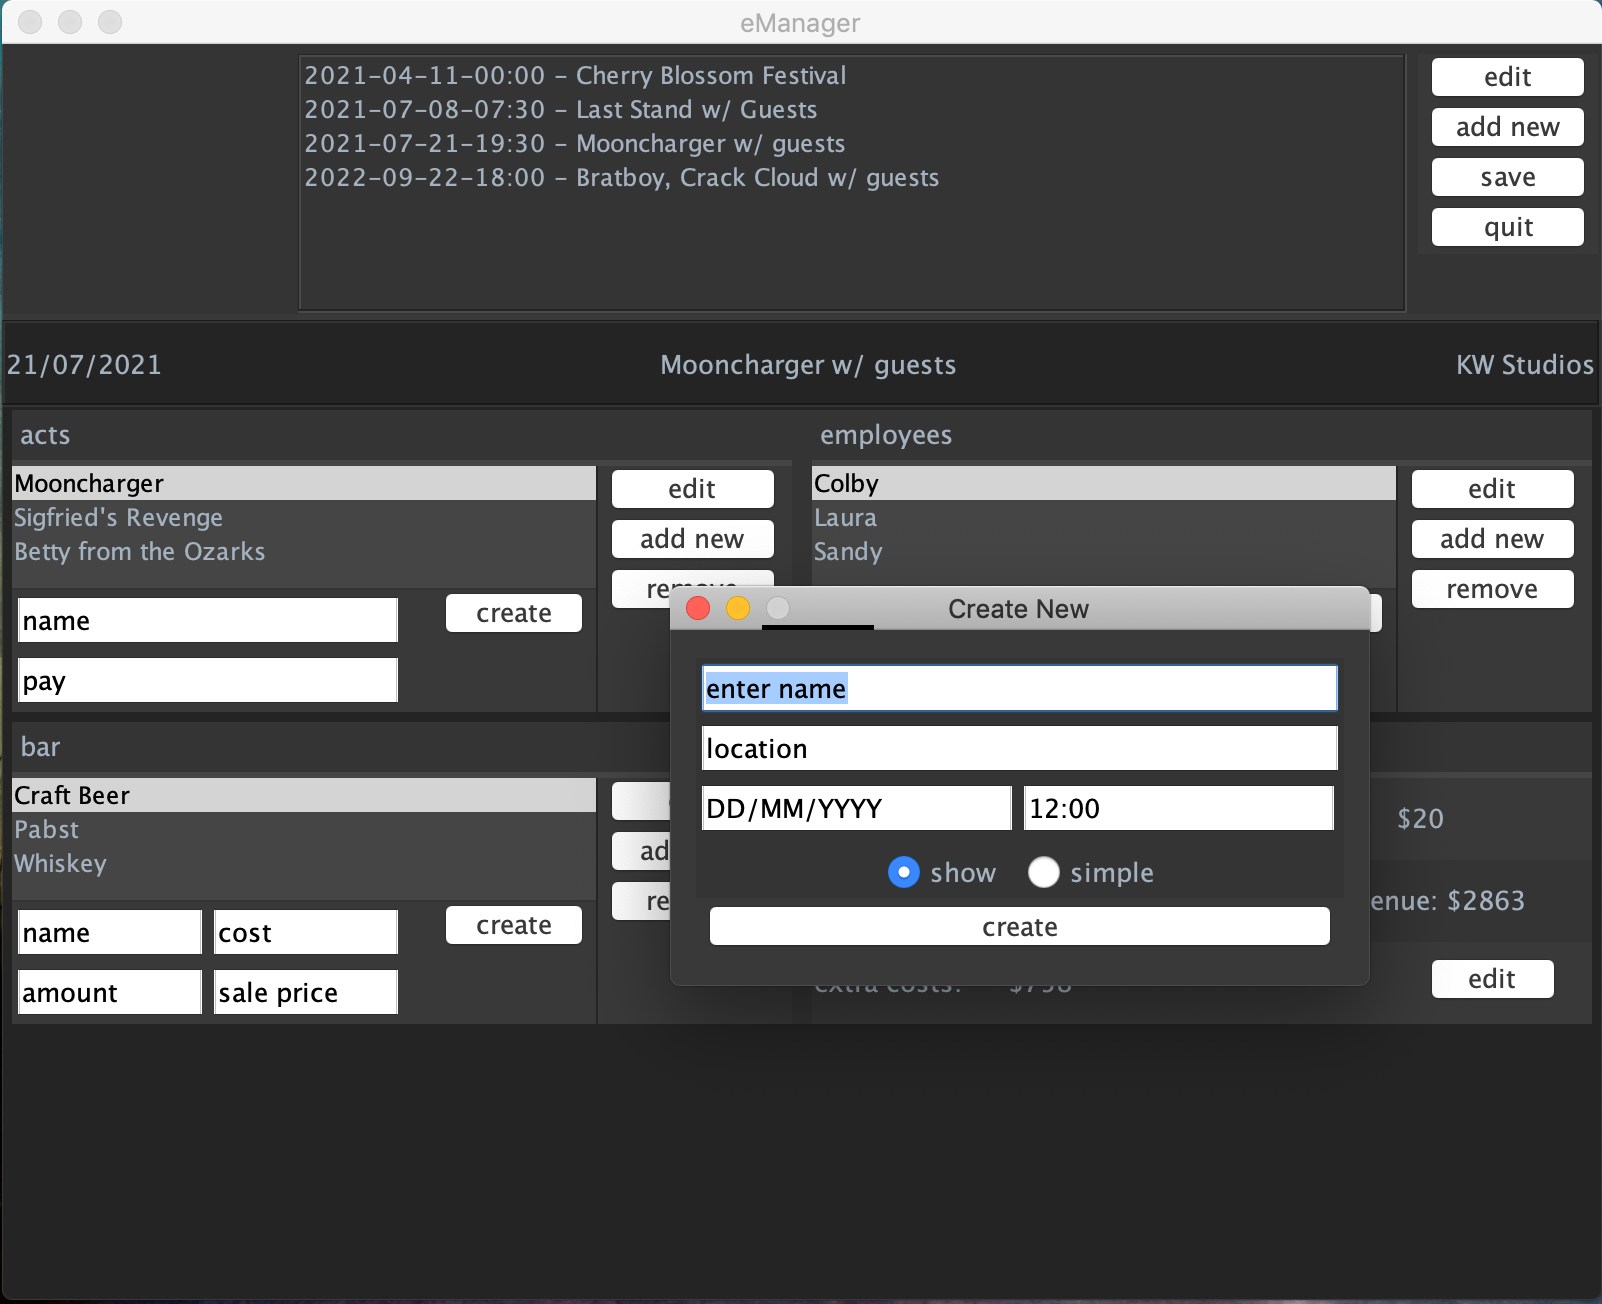 eManager
2021-04-11-00:00 - Cherry Blossom Festival
2021-07-08-07:30 - Last Stand w/ Guests
2021-07-21-19:30 - Mooncharger w/ guests
2022-09-22-18:00 - Bratboy, Crack Cloud w/ guests
edit
add new
save
quit
21/07/2021 Mooncharger w/ guests KW Studios
acts
Mooncharger
Sigfried's Revenge
Betty from the Ozarks
edit
add new
name
create
pay
employees
Colby
Laura
Sandy
edit
add new
remove
Create New
enter name
location
DD/MM/YYYY 12:00
show simple
create
bar
Craft Beer
Pabst
Whiskey
ad
re
name cost create
amount sale price
$20
enue: $2863
edit